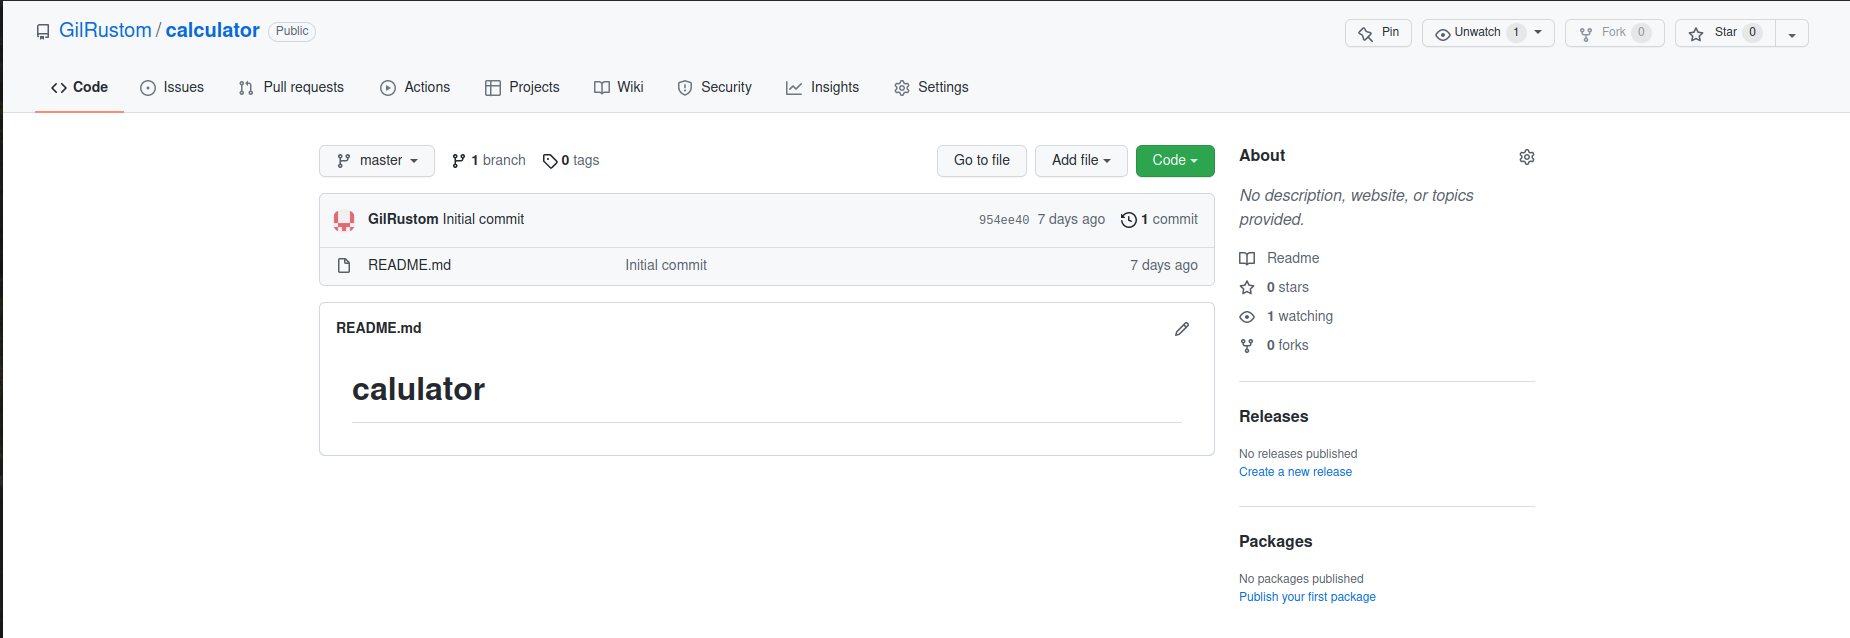 GilRustom / calculator Public
Pin Unwatch 1 Fork 0 Star 0
Code Issues Pull requests Actions Projects Wiki Security Insights Settings
master 1 branch 0 tags Go to file Add file Code
GilRustom Initial commit 954ee40 7 days ago 1 commit
README.md Initial commit 7 days ago
README.md
calulator
About
No description, website, or topics
provided.
Readme
0 stars
1 watching
0 forks
Releases
No releases published
Create a new release
Packages
No packages published
Publish your first package